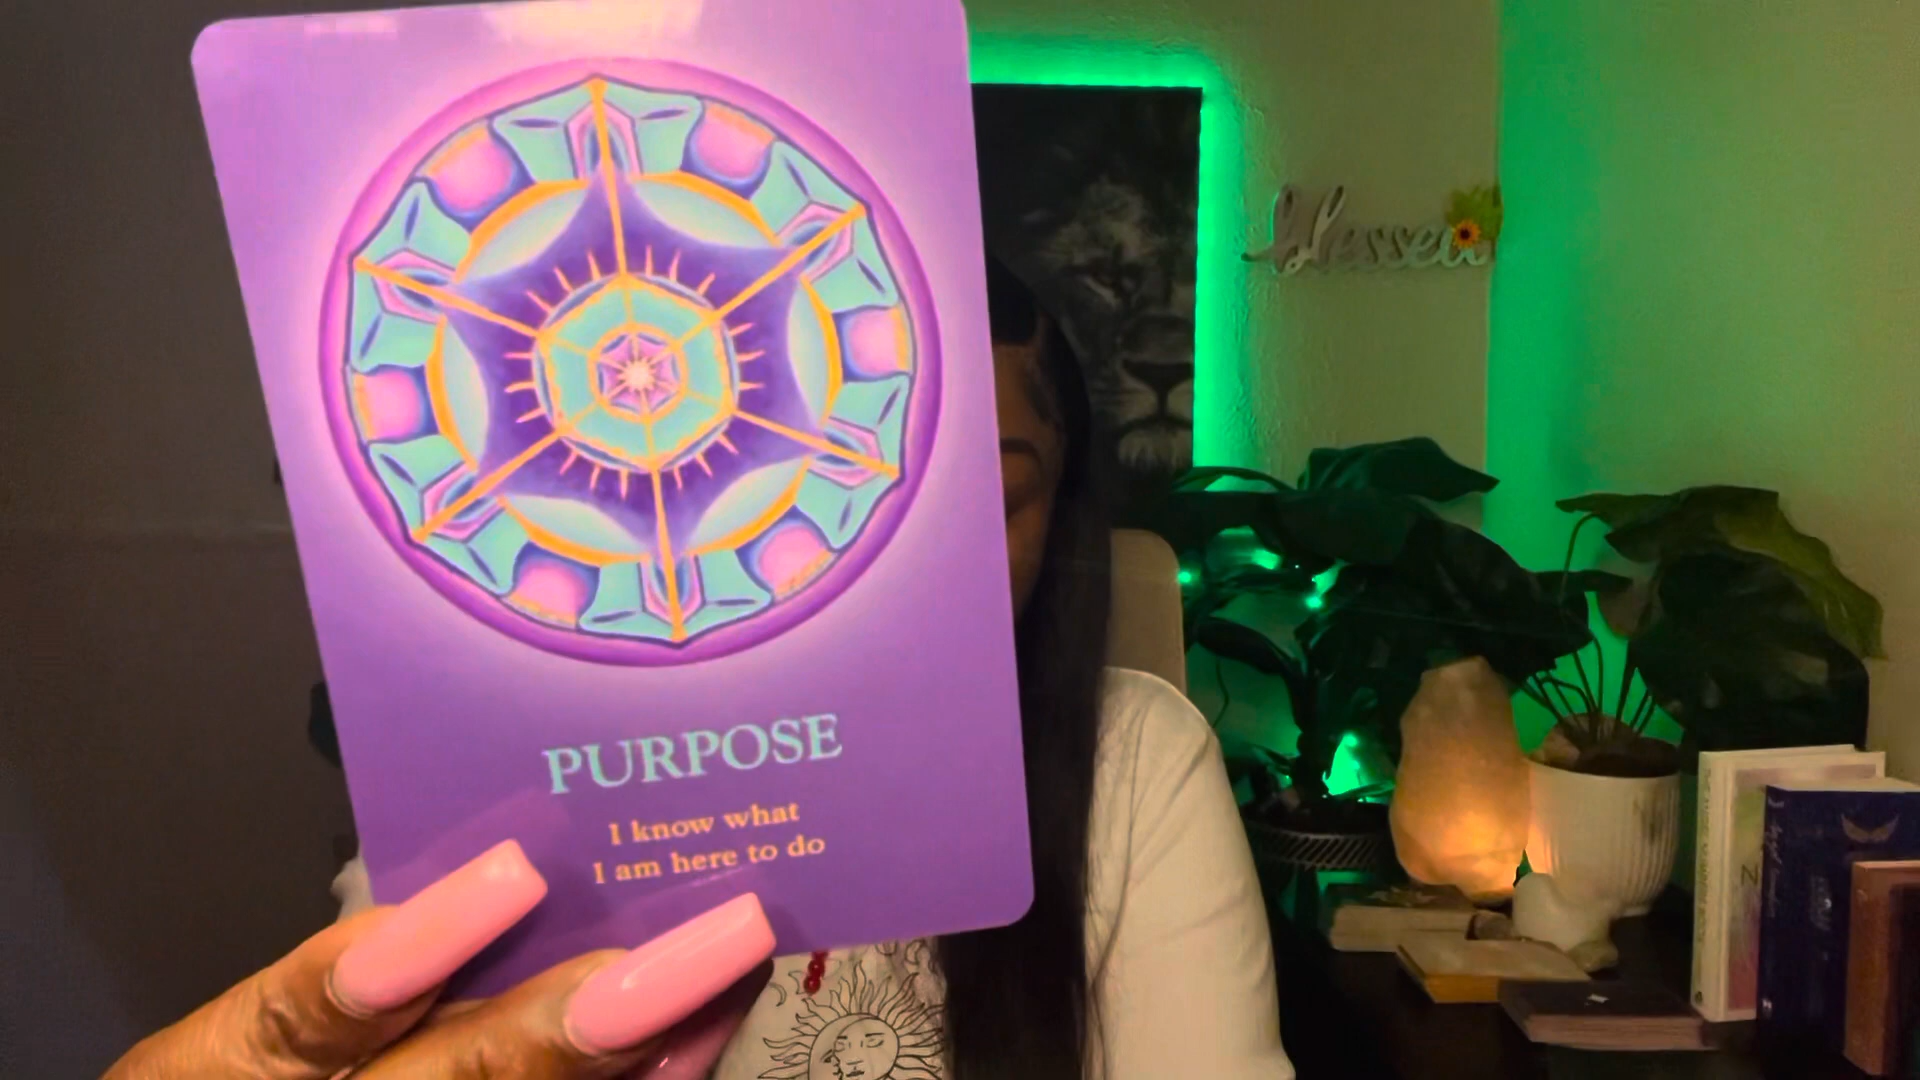 blessed
PURPOSE
I know what
I am here to do